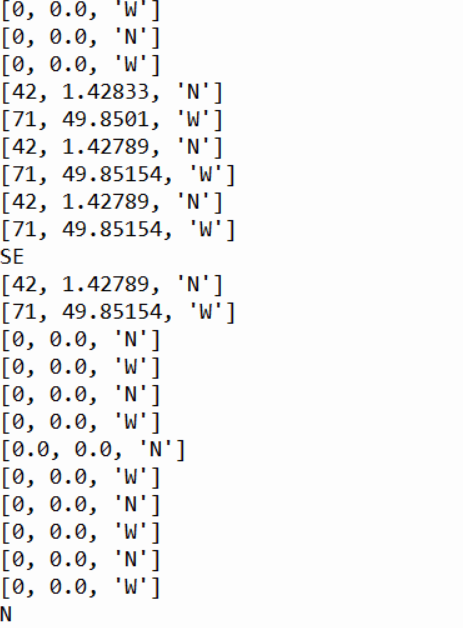 [0, 0.0, 'W']
[0, 0.0, 'N']
[0, 0.0, 'W']
[42, 1.42833, 'N']
[71, 49.8501, 'W']
[42, 1.42789, 'N']
[71, 49.85154, 'W']
[42, 1.42789, 'N']
[71, 49.85154, 'W']
SE
[42, 1.42789, 'N']
[71, 49.85154, 'W']
[0, 0.0, 'N']
[0, 0.0, 'W']
[0, 0.0, 'N']
[0, 0.0, 'W']
[0.0, 0.0, 'N']
[0, 0.0, 'W']
[0, 0.0, 'N']
[0, 0.0, 'W']
[0, 0.0, 'N']
[0, 0.0, 'W']
N